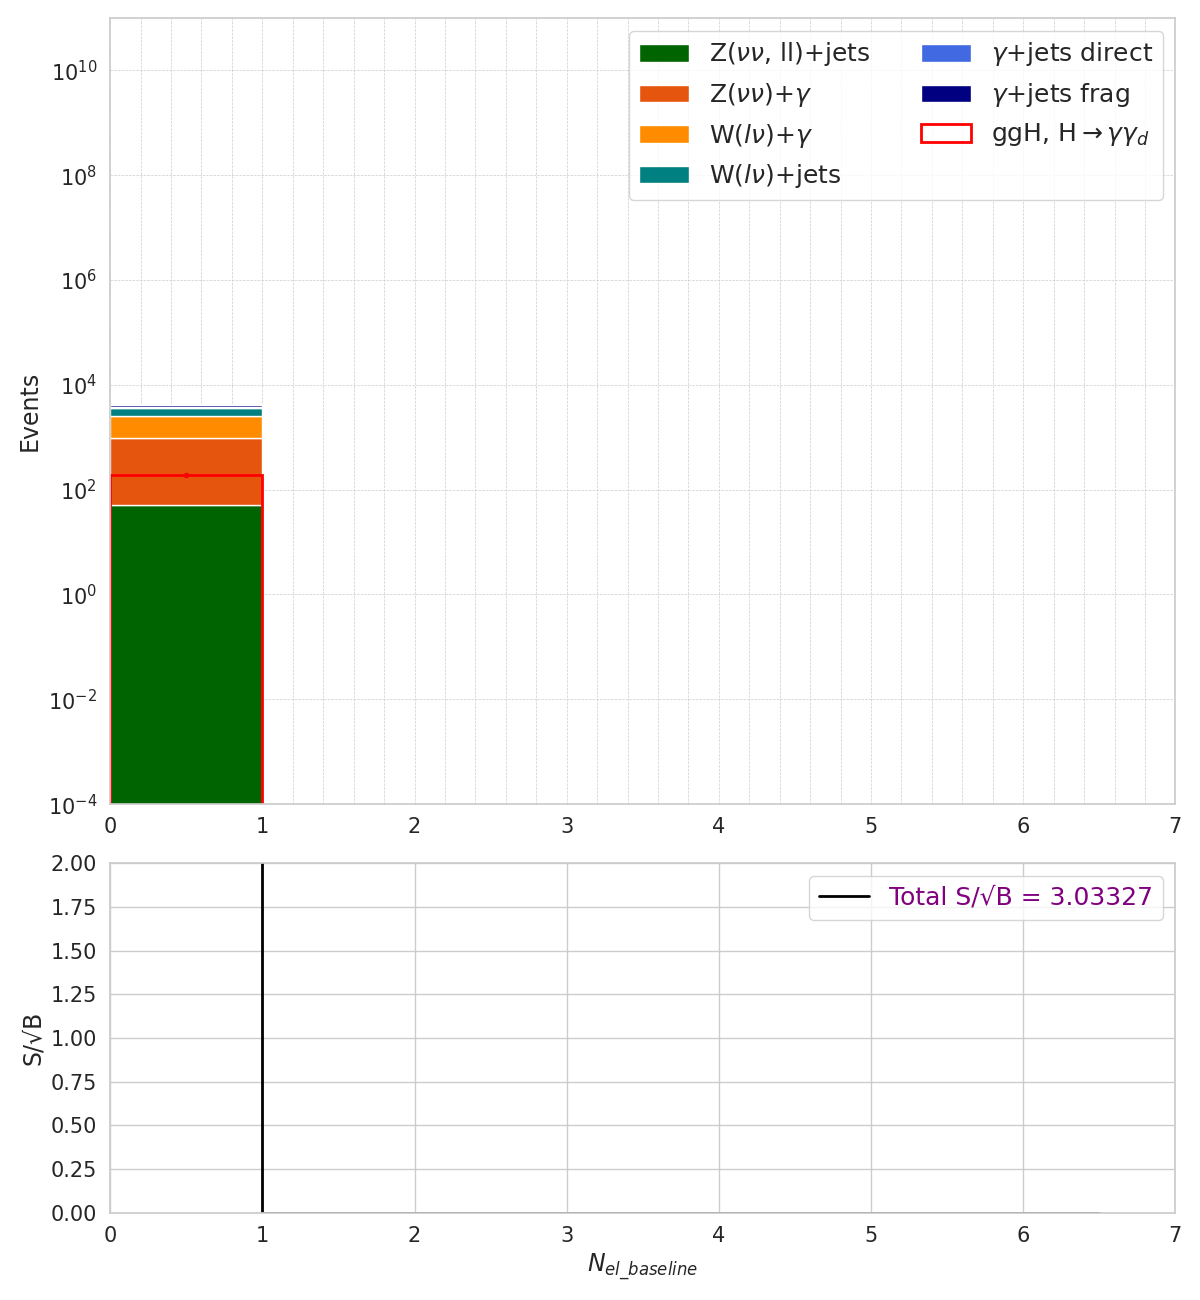 Z(νν, ll)+jets
Z(νν)+γ
W(lν)+γ
W(lν)+jets
γ+jets direct
γ+jets frag
ggH, H→γγ_d
Events
10^10
10^8
10^6
10^4
10^2
10^0
10^−2
10^−4
0 1 2 3 4 5 6 7
Total S/√B = 3.03327
S/√B
2.00
1.75
1.50
1.25
1.00
0.75
0.50
0.25
0.00
0 1 2 3 4 5 6 7
N_el_baseline